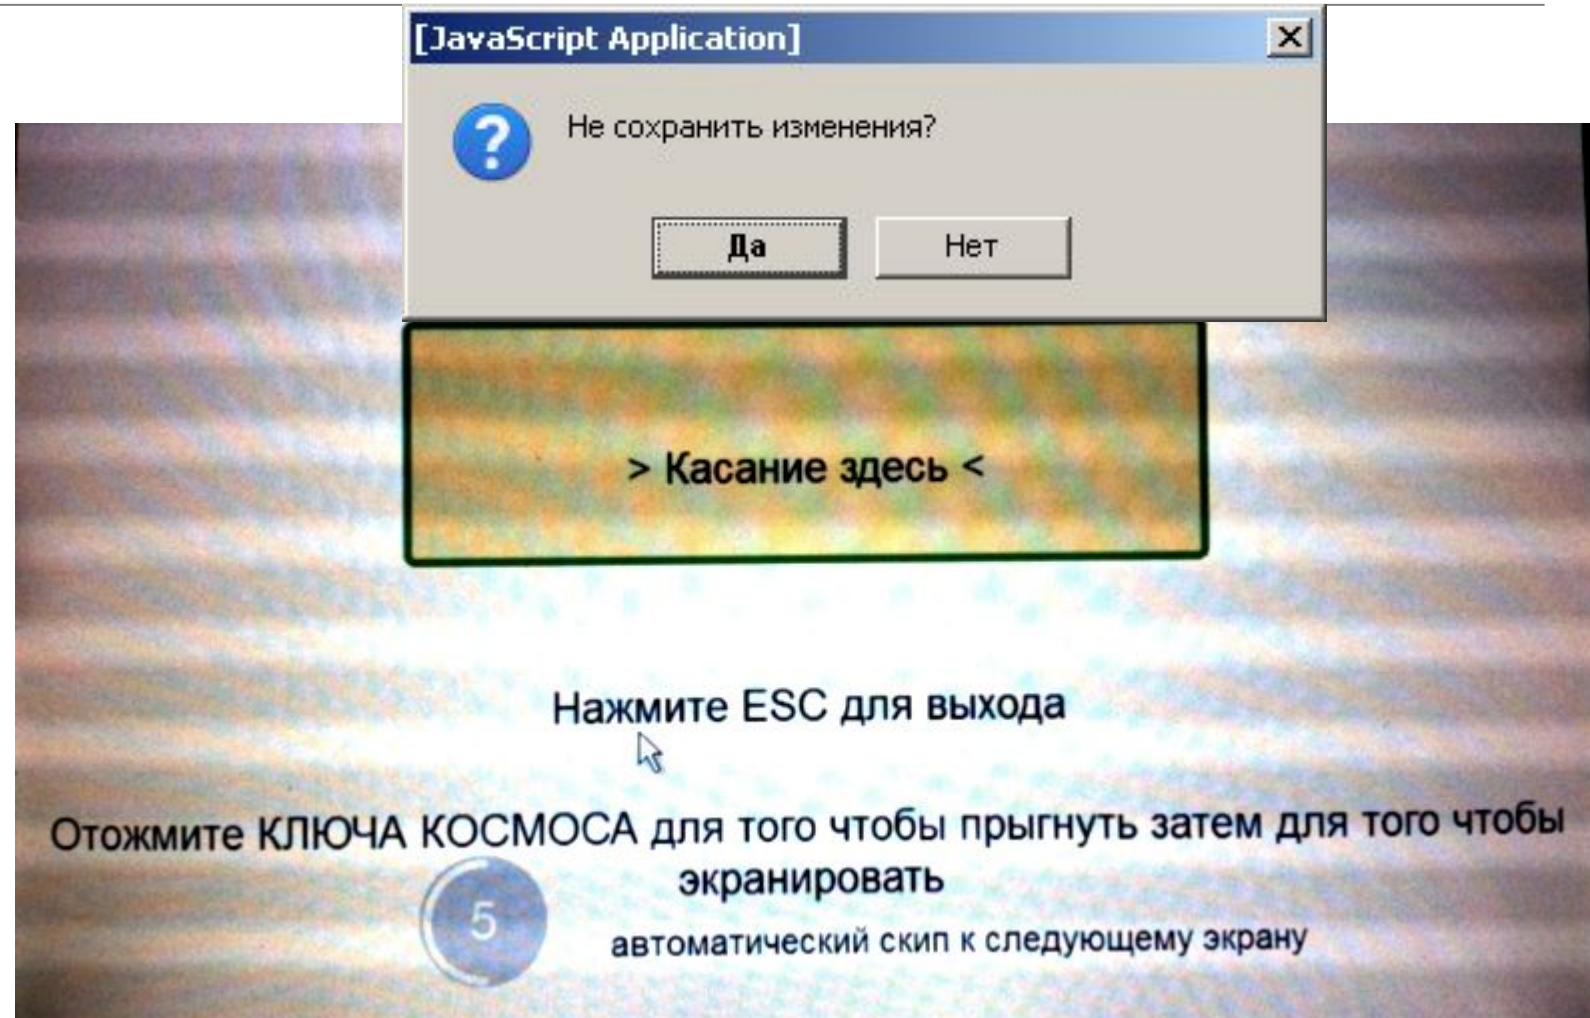 [JavaScript Application]
Не сохранить изменения?
Да
Нет
> Касание здесь <
Нажмите ESC для выхода
Отожмите КЛЮЧА КОСМОСА для того чтобы прыгнуть затем для того чтобы
экранировать
5
автоматический скип к следующему экрану